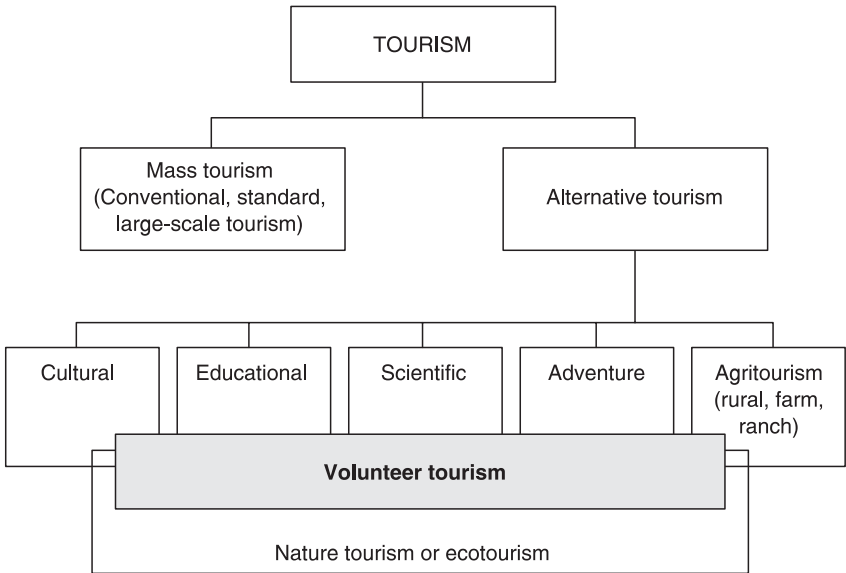 TOURISM
Mass tourism
(Conventional, standard,
large-scale tourism)
Alternative tourism
Cultural
Educational
Scientific
Adventure
Agritourism
(rural, farm,
ranch)
Volunteer tourism
Nature tourism or ecotourism